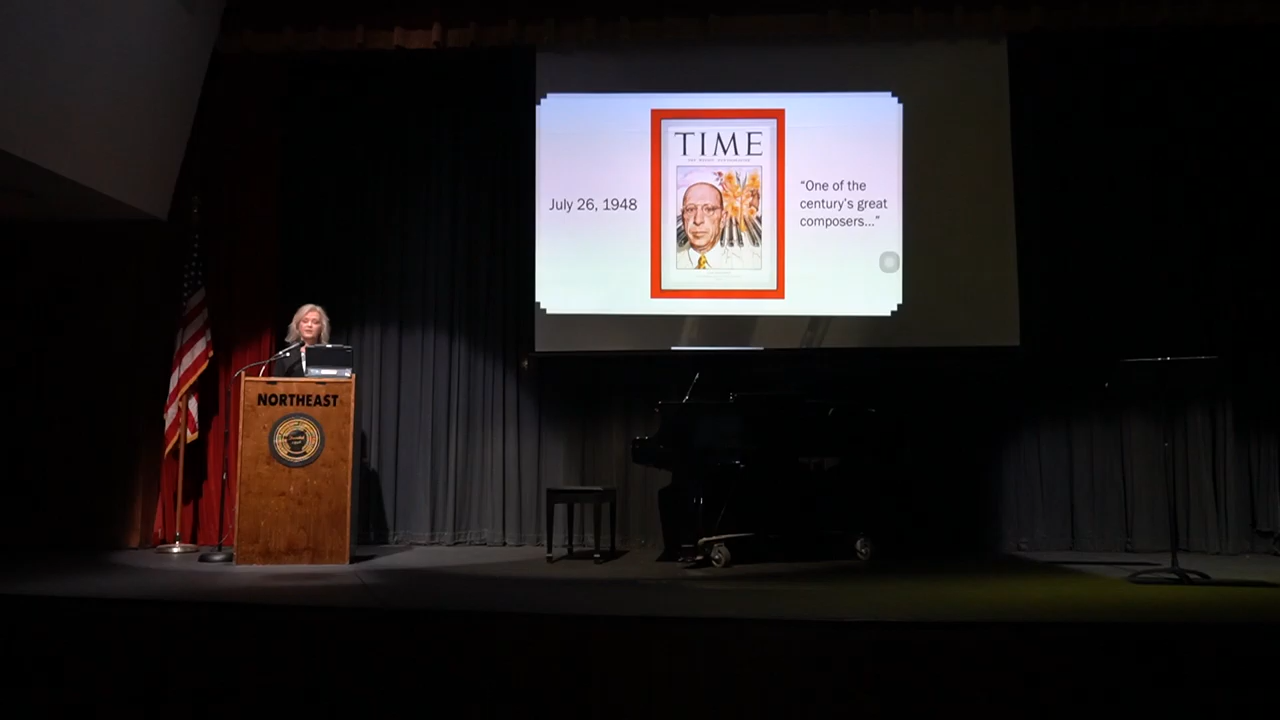 TIME
July 26, 1948
“One of the
century’s great
composers...”
NORTHEAST